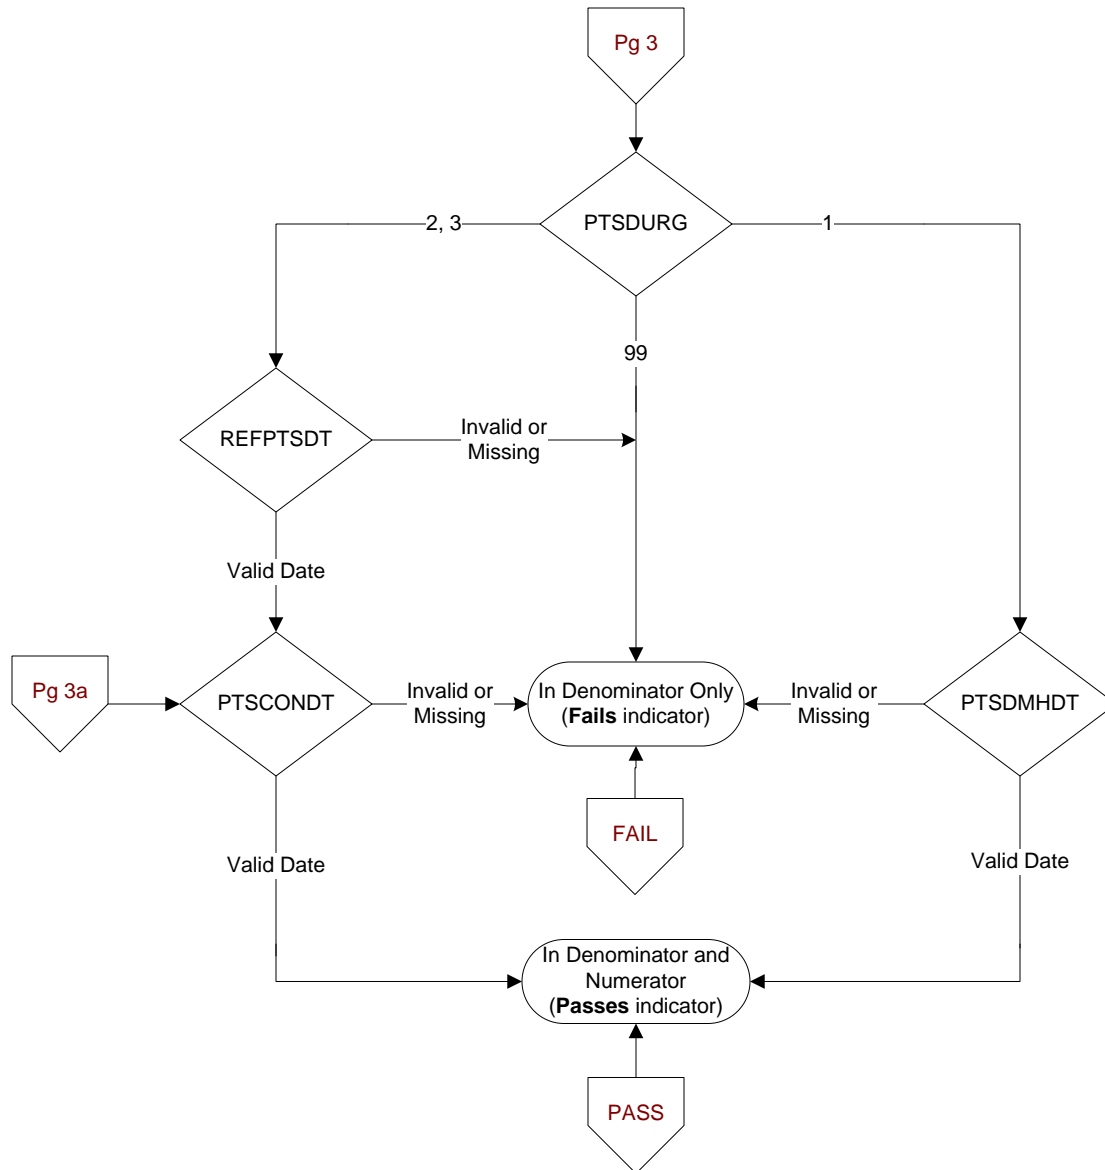 Pg 3
PTSDURG
2, 3
1
99
REFPTSDT
Invalid or
Missing
Valid Date
Pg 3a
PTSCONDT
Invalid or
Missing
In Denominator Only
(Fails indicator)
Invalid or
Missing
PTSDMHDT
FAIL
Valid Date
Valid Date
In Denominator and
Numerator
(Passes indicator)
PASS